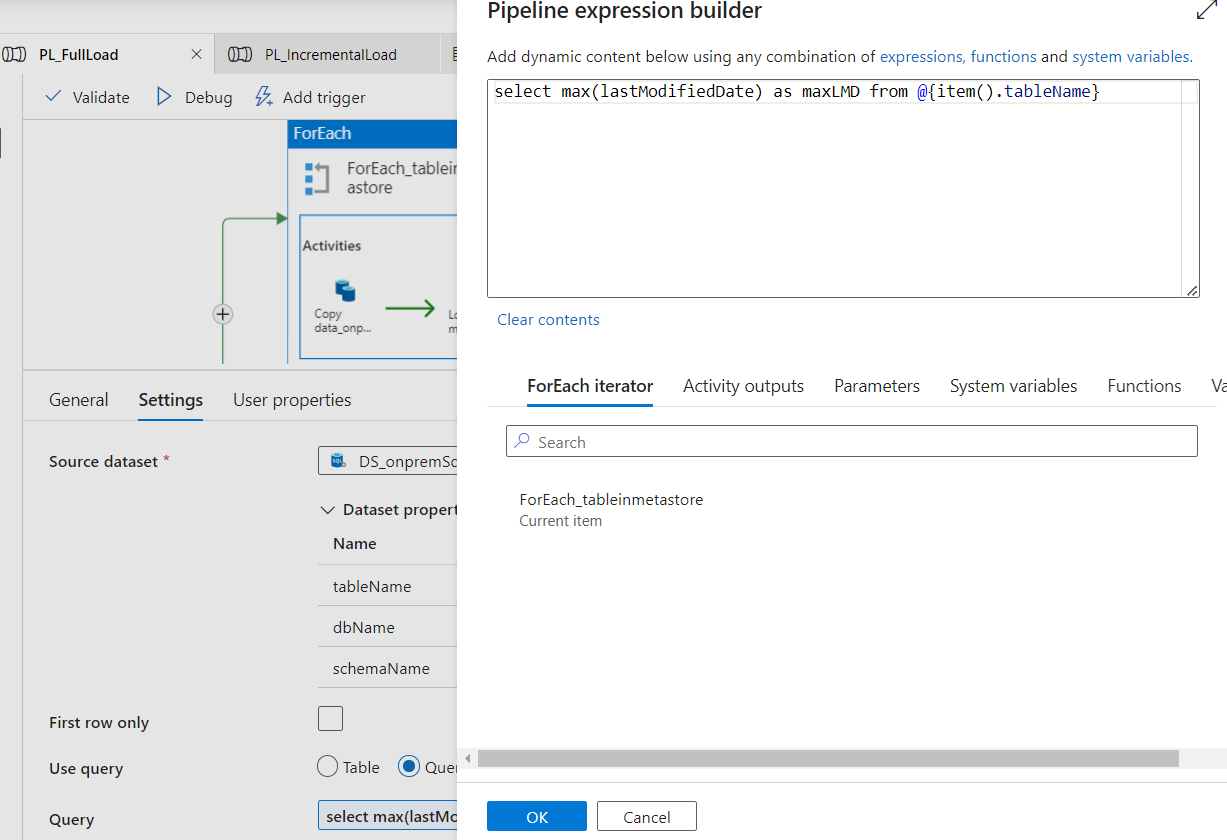 Pipeline expression builder
PL_FullLoad
PL_IncrementalLoad
Add dynamic content below using any combination of expressions, functions and system variables.
Validate
Debug
Add trigger
select max(lastModifiedDate) as maxLMD from @{item().tableName}
ForEach
ForEach_tablein
astore
Activities
Copy
data_onp...
Clear contents
ForEach iterator
Activity outputs
Parameters
System variables
Functions
General
Settings
User properties
Search
Source dataset *
SQL
DS_onpremSc
ForEach_tableinmetastore
Current item
Dataset propert
Name
tableName
dbName
schemaName
First row only
Use query
Table
Quer
Query
select max(lastMo
OK
Cancel